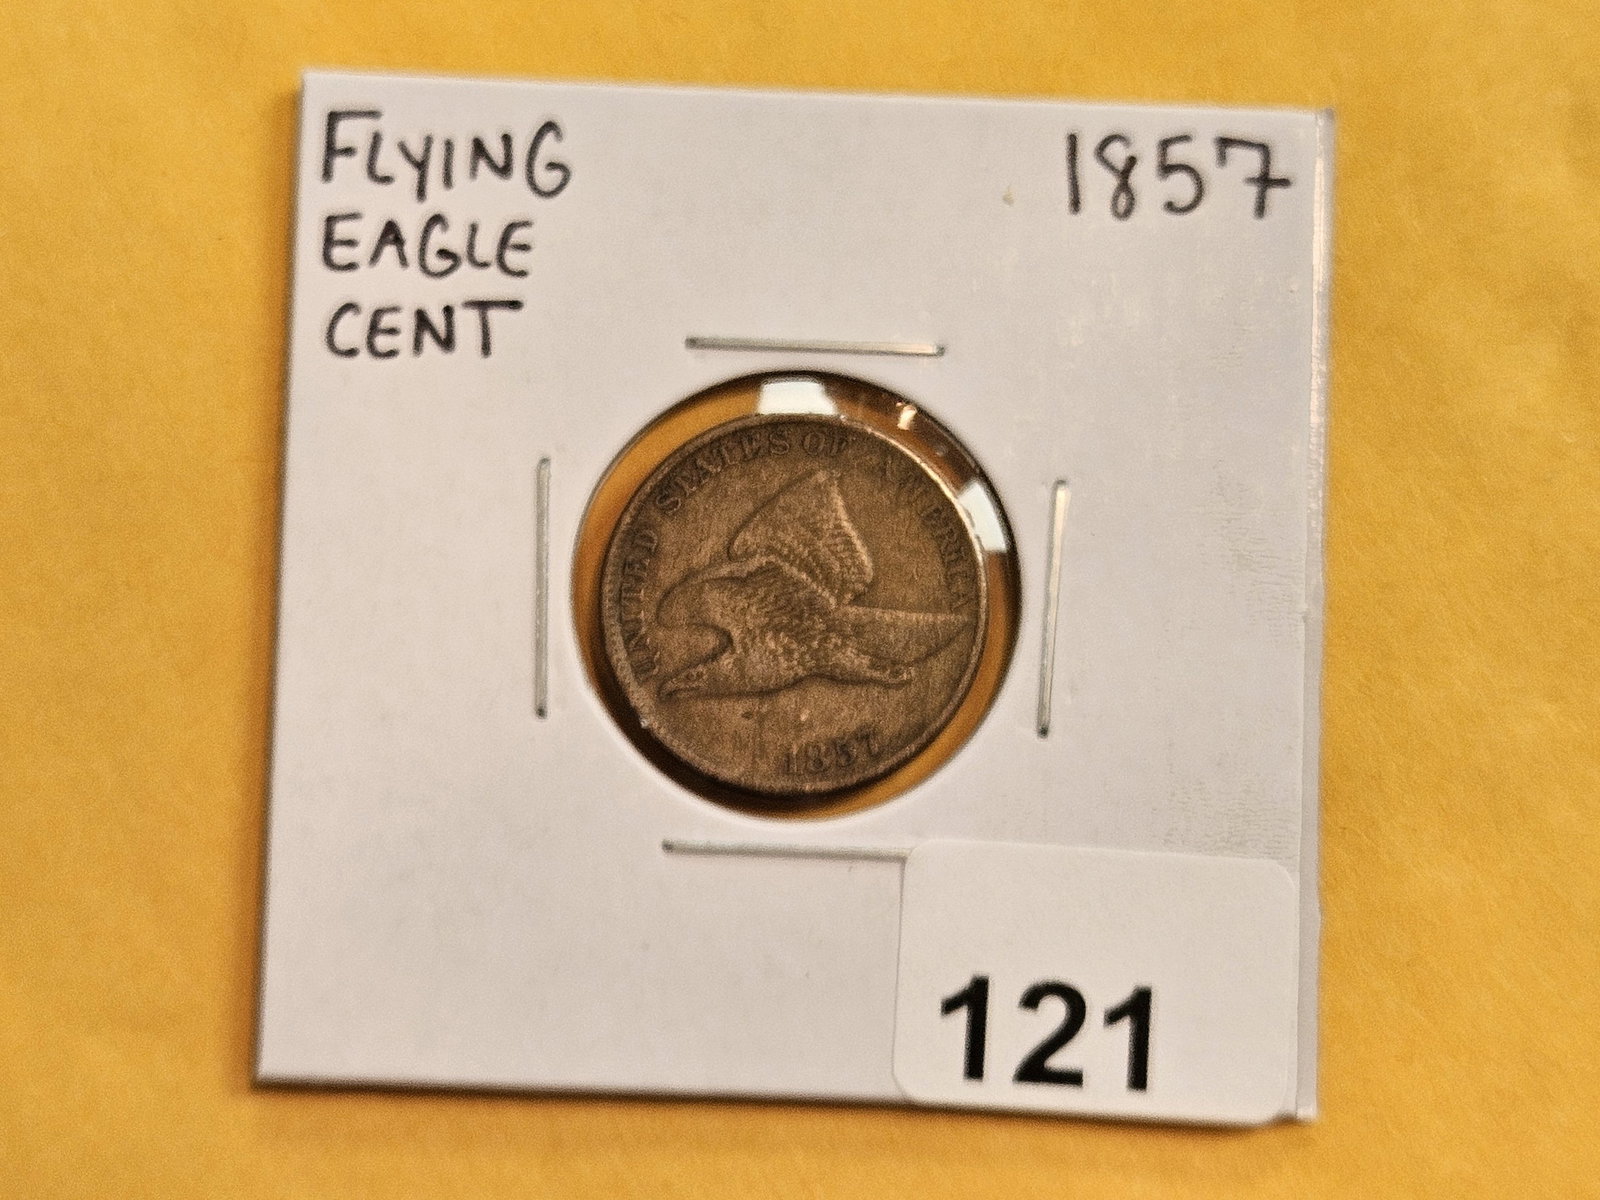 FLYING
EAGLE
CENT
1857
UNITED STATES OF AMERICA
1857
121